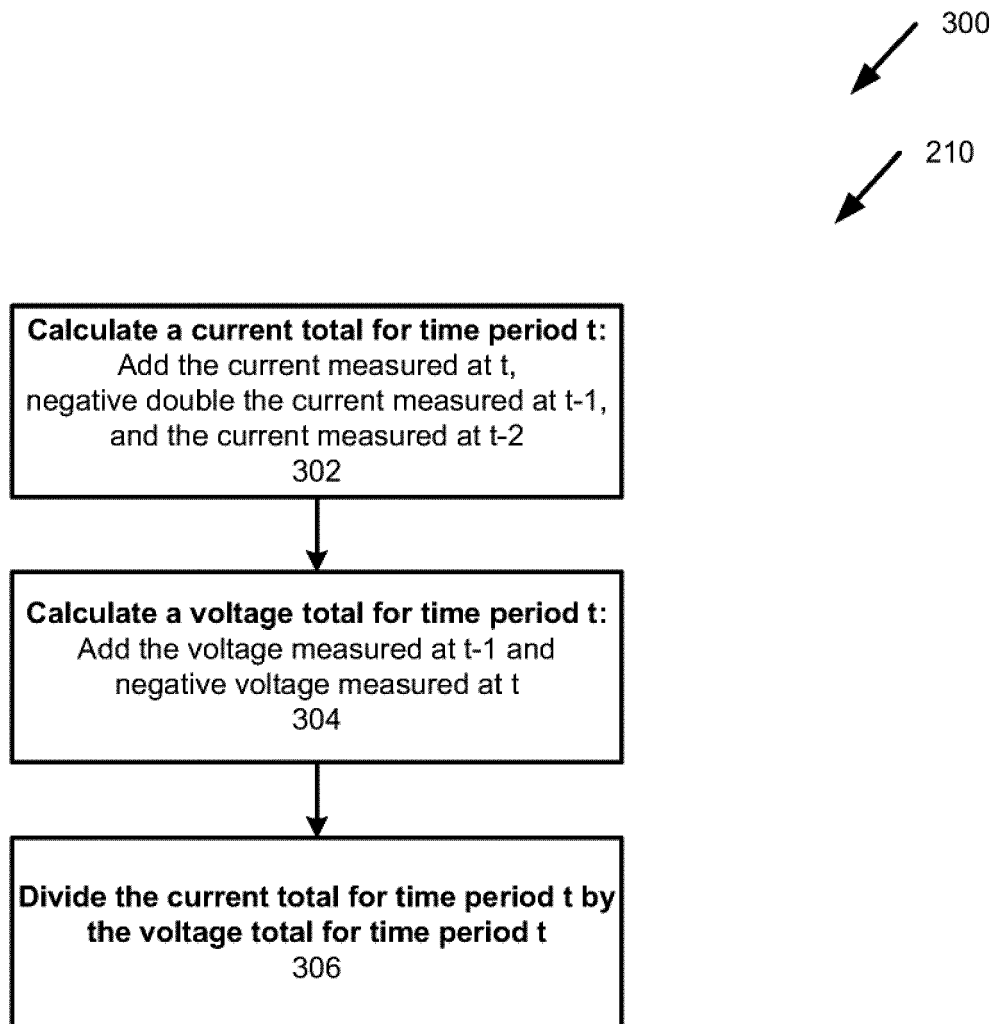 300
210
Calculate a current total for time period t:
Add the current measured at t,
negative double the current measured at t-1,
and the current measured at t-2
302
Calculate a voltage total for time period t:
Add the voltage measured at t-1 and
negative voltage measured at t
304
Divide the current total for time period t by
the voltage total for time period t
306